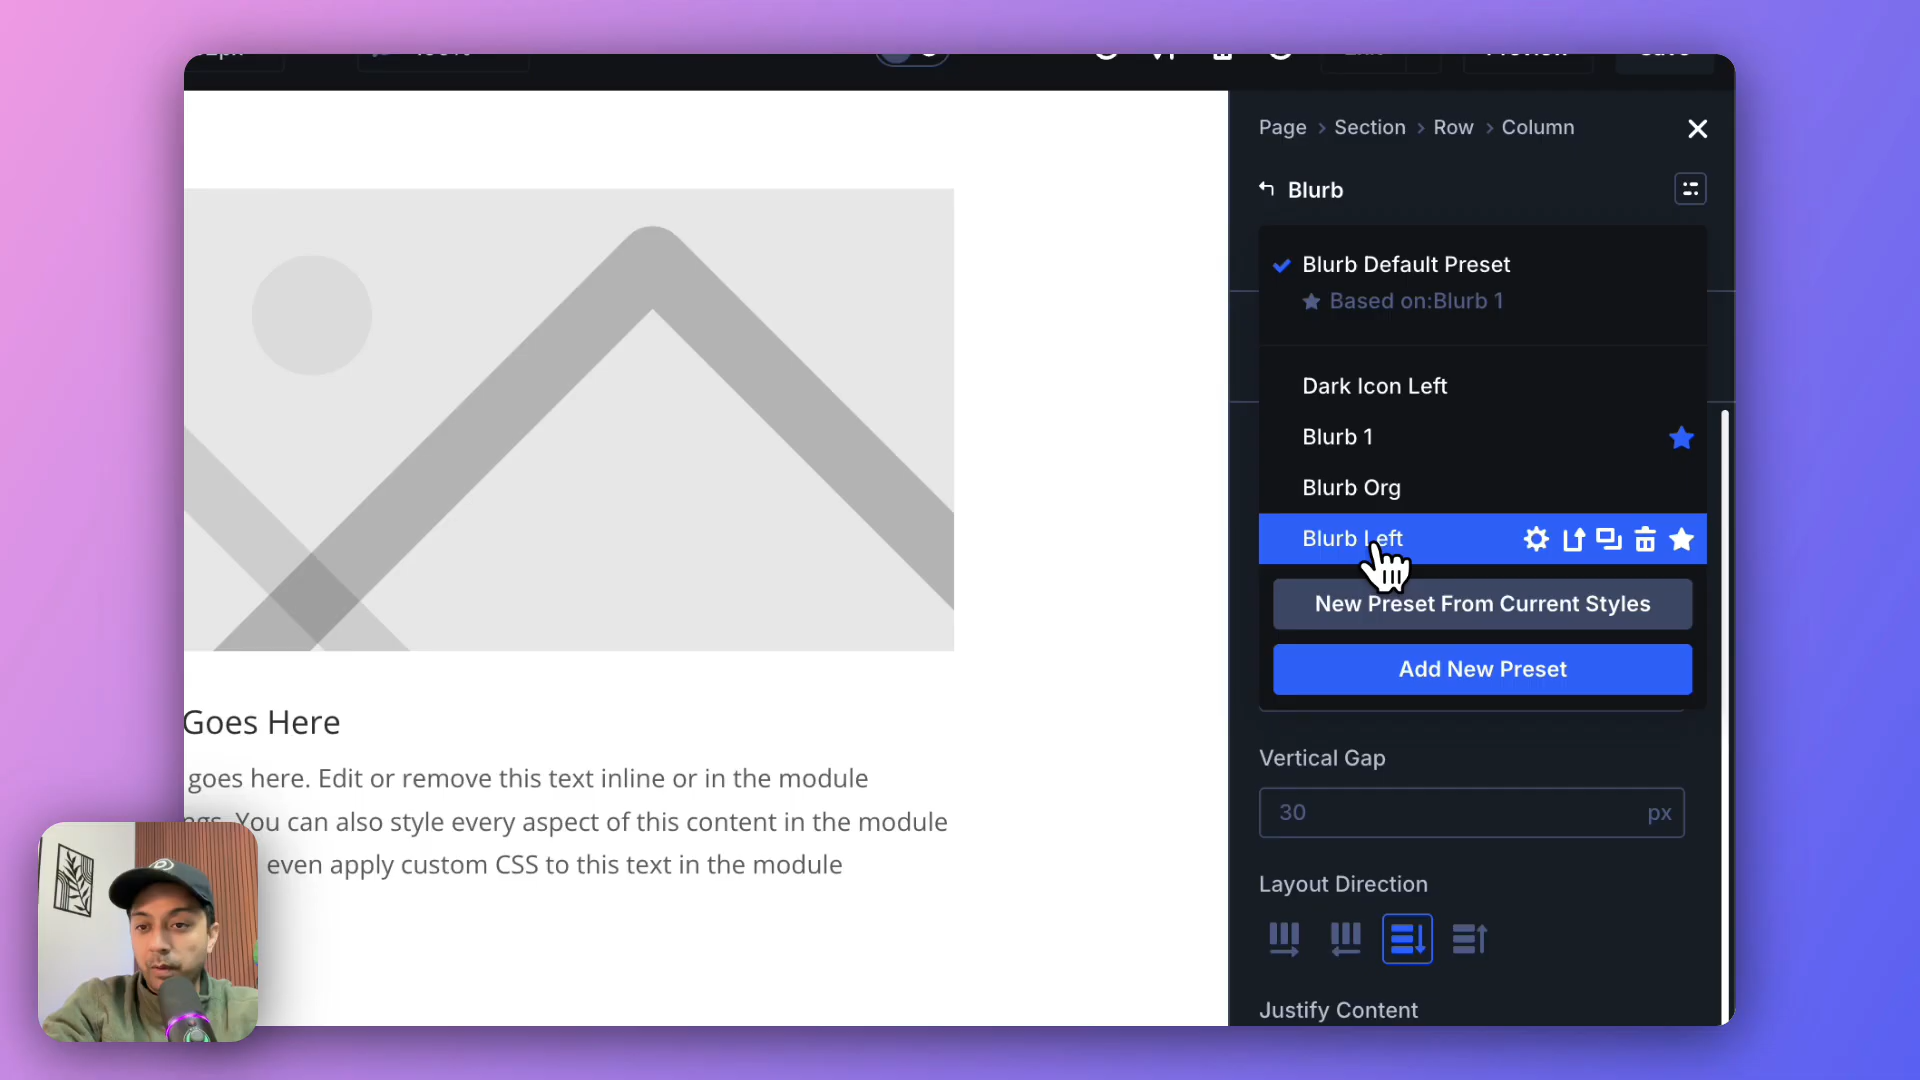 Page > Section > Row > Column
Blurb
Blurb Default Preset
Based on:Blurb 1
Dark Icon Left
Blurb 1
Blurb Org
Blurb Left
New Preset From Current Styles
Add New Preset
Vertical Gap
30 px
Layout Direction
Justify Content
Goes Here
goes here. Edit or remove this text inline or in the module
You can also style every aspect of this content in the module
even apply custom CSS to this text in the module